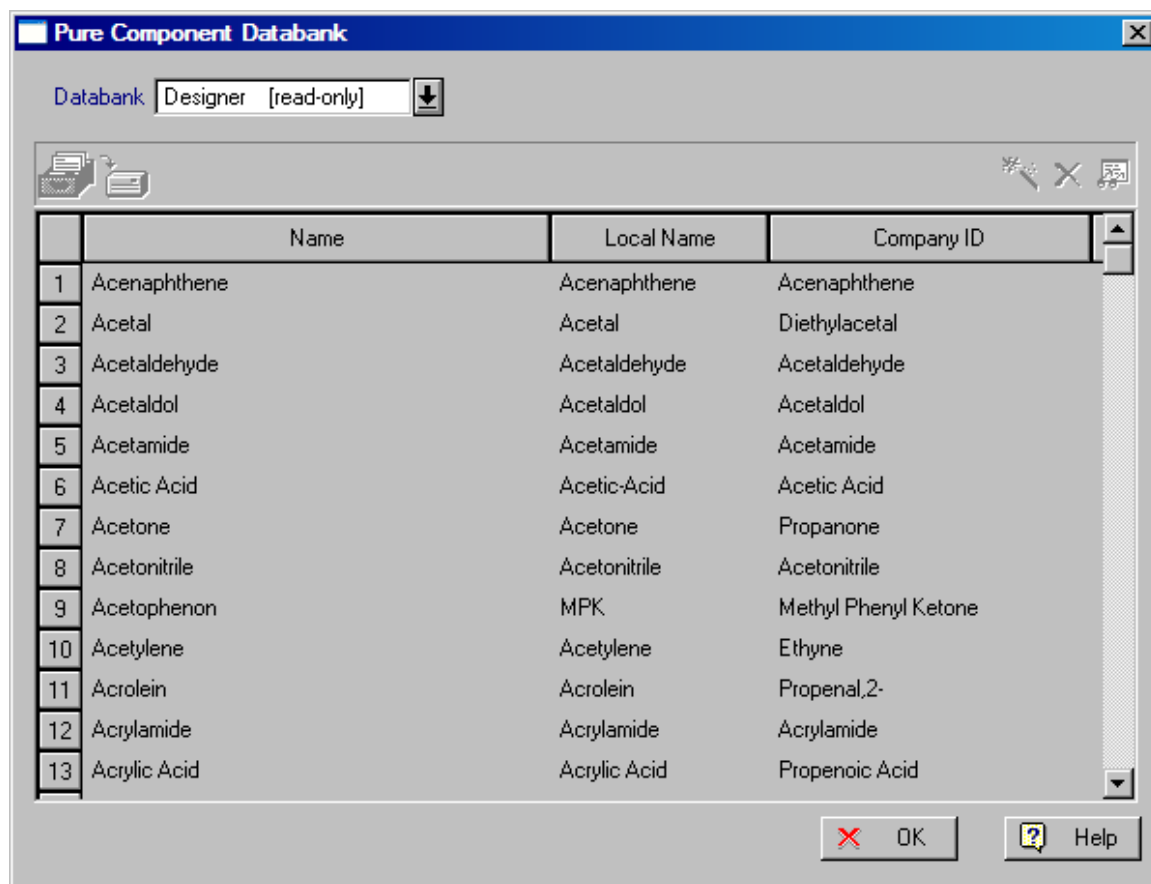 Pure Component Databank
Databank Designer [read-only]
Name Local Name Company ID
1 Acenaphthene Acenaphthene Acenaphthene
2 Acetal Acetal Diethylacetal
3 Acetaldehyde Acetaldehyde Acetaldehyde
4 Acetaldol Acetaldol Acetaldol
5 Acetamide Acetamide Acetamide
6 Acetic Acid Acetic-Acid Acetic Acid
7 Acetone Acetone Propanone
8 Acetonitrile Acetonitrile Acetonitrile
9 Acetophenon MPK Methyl Phenyl Ketone
10 Acetylene Acetylene Ethyne
11 Acrolein Acrolein Propenal,2-
12 Acrylamide Acrylamide Acrylamide
13 Acrylic Acid Acrylic Acid Propenoic Acid
OK Help